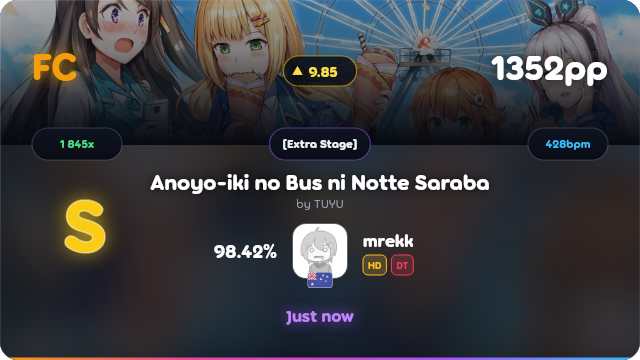 FC
▲ 9.85
1352pp
1 845x
[Extra Stage]
428bpm
Anoyo-iki no Bus ni Notte Saraba
by TUYU
S
98.42%
mrekk
HD DT
Just now